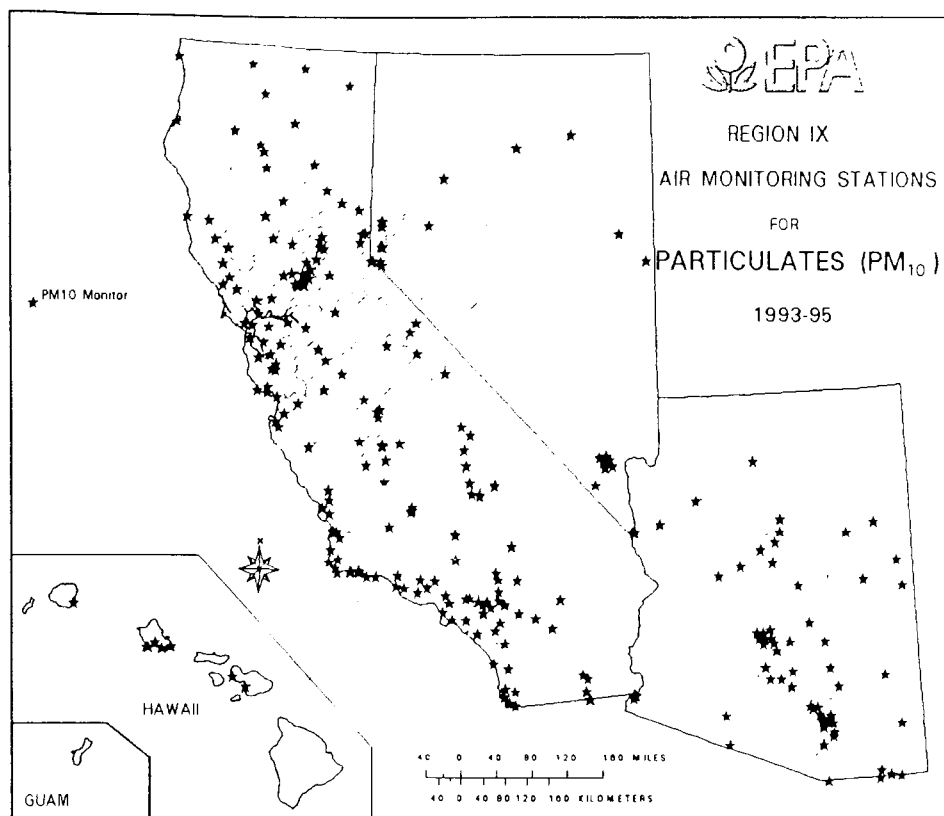 EPA
REGION IX
AIR MONITORING STATIONS
FOR
PARTICULATES (PM₁₀)
1993-95
PM10 Monitor
N
HAWAII
GUAM
40 0 40 80 120 160 MILES
40 0 40 80 120 160 KILOMETERS